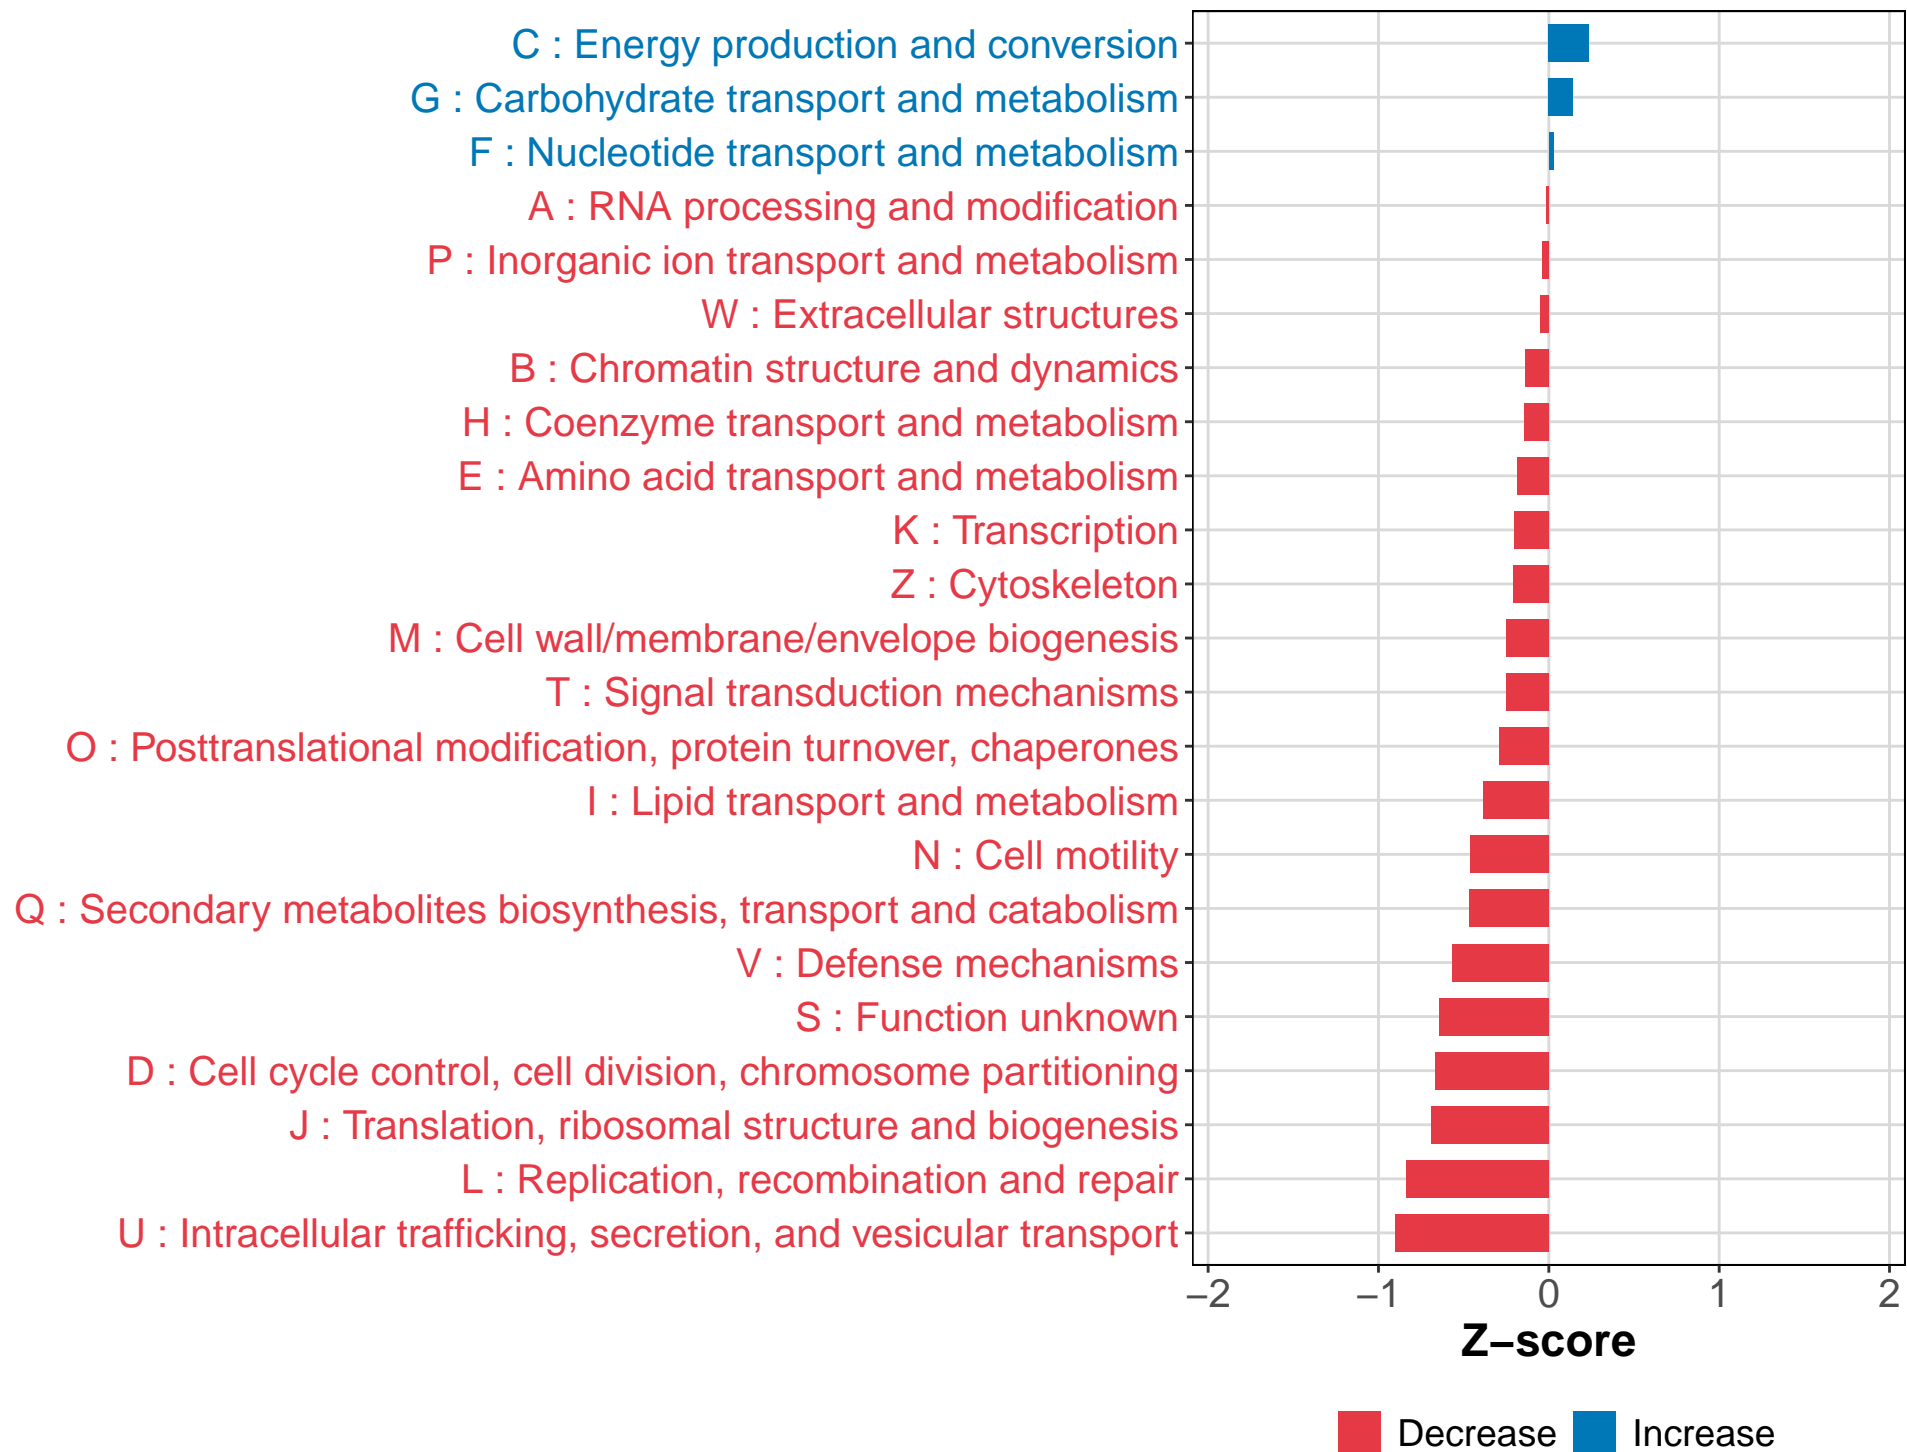 C : Energy production and conversion
G : Carbohydrate transport and metabolism
F : Nucleotide transport and metabolism
A : RNA processing and modification
P : Inorganic ion transport and metabolism
W : Extracellular structures
B : Chromatin structure and dynamics
H : Coenzyme transport and metabolism
E : Amino acid transport and metabolism
K : Transcription
Z : Cytoskeleton
M : Cell wall/membrane/envelope biogenesis
T : Signal transduction mechanisms
O : Posttranslational modification, protein turnover, chaperones
I : Lipid transport and metabolism
N : Cell motility
Q : Secondary metabolites biosynthesis, transport and catabolism
V : Defense mechanisms
S : Function unknown
D : Cell cycle control, cell division, chromosome partitioning
J : Translation, ribosomal structure and biogenesis
L : Replication, recombination and repair
U : Intracellular trafficking, secretion, and vesicular transport
−2 −1 0 1 2
Z−score
Decrease Increase